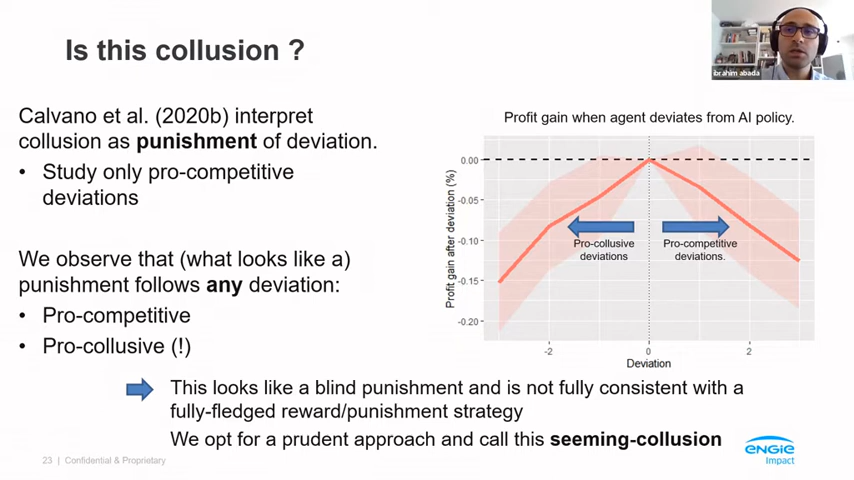 Is this collusion ?
ibrahim abada
Calvano et al. (2020b) interpret
collusion as punishment of deviation.
• Study only pro-competitive
deviations
We observe that (what looks like a)
punishment follows any deviation:
• Pro-competitive
• Pro-collusive (!)
Profit gain when agent deviates from AI policy.
Profit gain after deviation (%)
0.00
-0.05
-0.10
-0.15
-0.20
Pro-collusive
deviations
Pro-competitive
deviations.
-2
0
2
Deviation
This looks like a blind punishment and is not fully consistent with a
fully-fledged reward/punishment strategy
We opt for a prudent approach and call this seeming-collusion
23 | Confidential & Proprietary
ENGIE
Impact